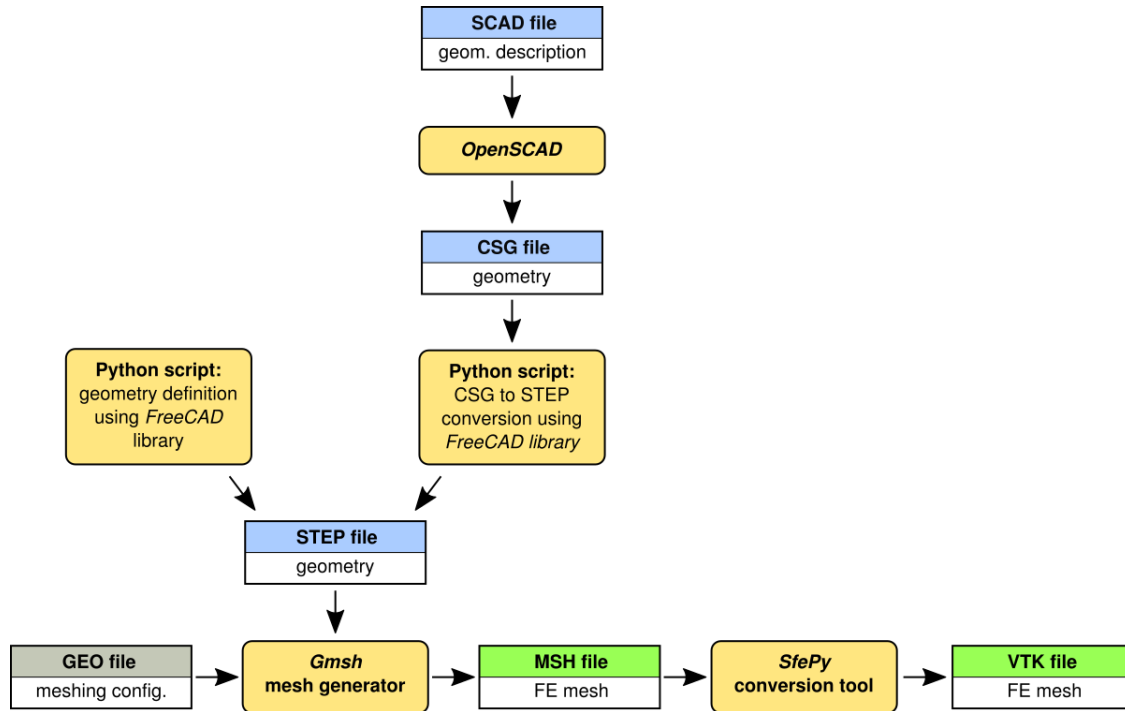 SCAD file
geom. description
OpenSCAD
CSG file
geometry
Python script:
geometry definition
using FreeCAD
library
Python script:
CSG to STEP
conversion using
FreeCAD library
STEP file
geometry
GEO file
meshing config.
Gmsh
mesh generator
MSH file
FE mesh
SfePy
conversion tool
VTK file
FE mesh